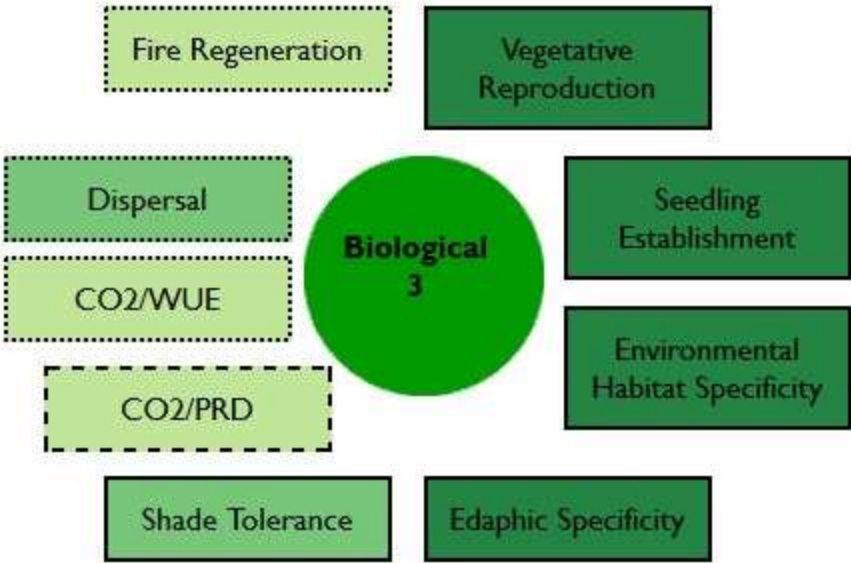 Fire Regeneration
Vegetative
Reproduction
Dispersal
Seedling
Establishment
Biological
3
CO2/WUE
Environmental
Habitat Specificity
CO2/PRD
Shade Tolerance
Edaphic Specificity